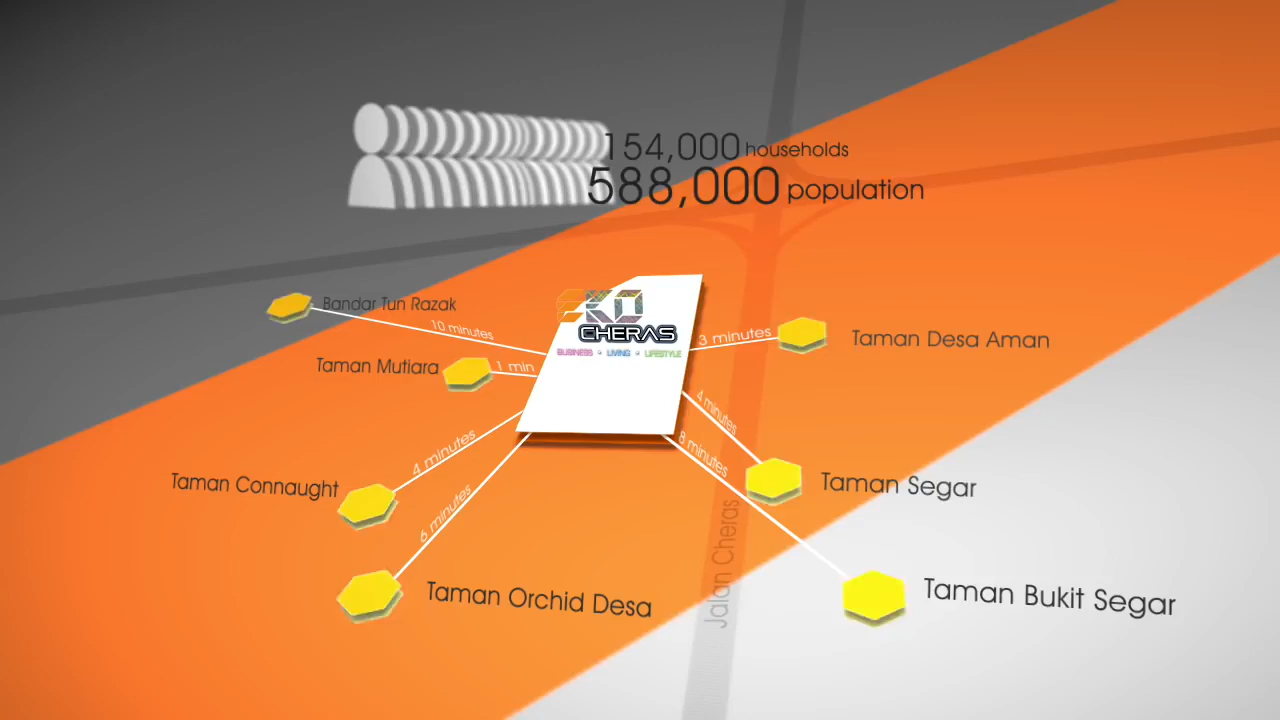 154,000 households
588,000 population
Bandar Tun Razak
10 minutes
Taman Mutiara
1 min
EKO
CHERAS
BUSINESS • LIVING • LIFESTYLE
3 minutes
Taman Desa Aman
4 minutes
Taman Connaught
4 minutes
Taman Segar
6 minutes
Taman Orchid Desa
8 minutes
Taman Bukit Segar
Jalan Cheras